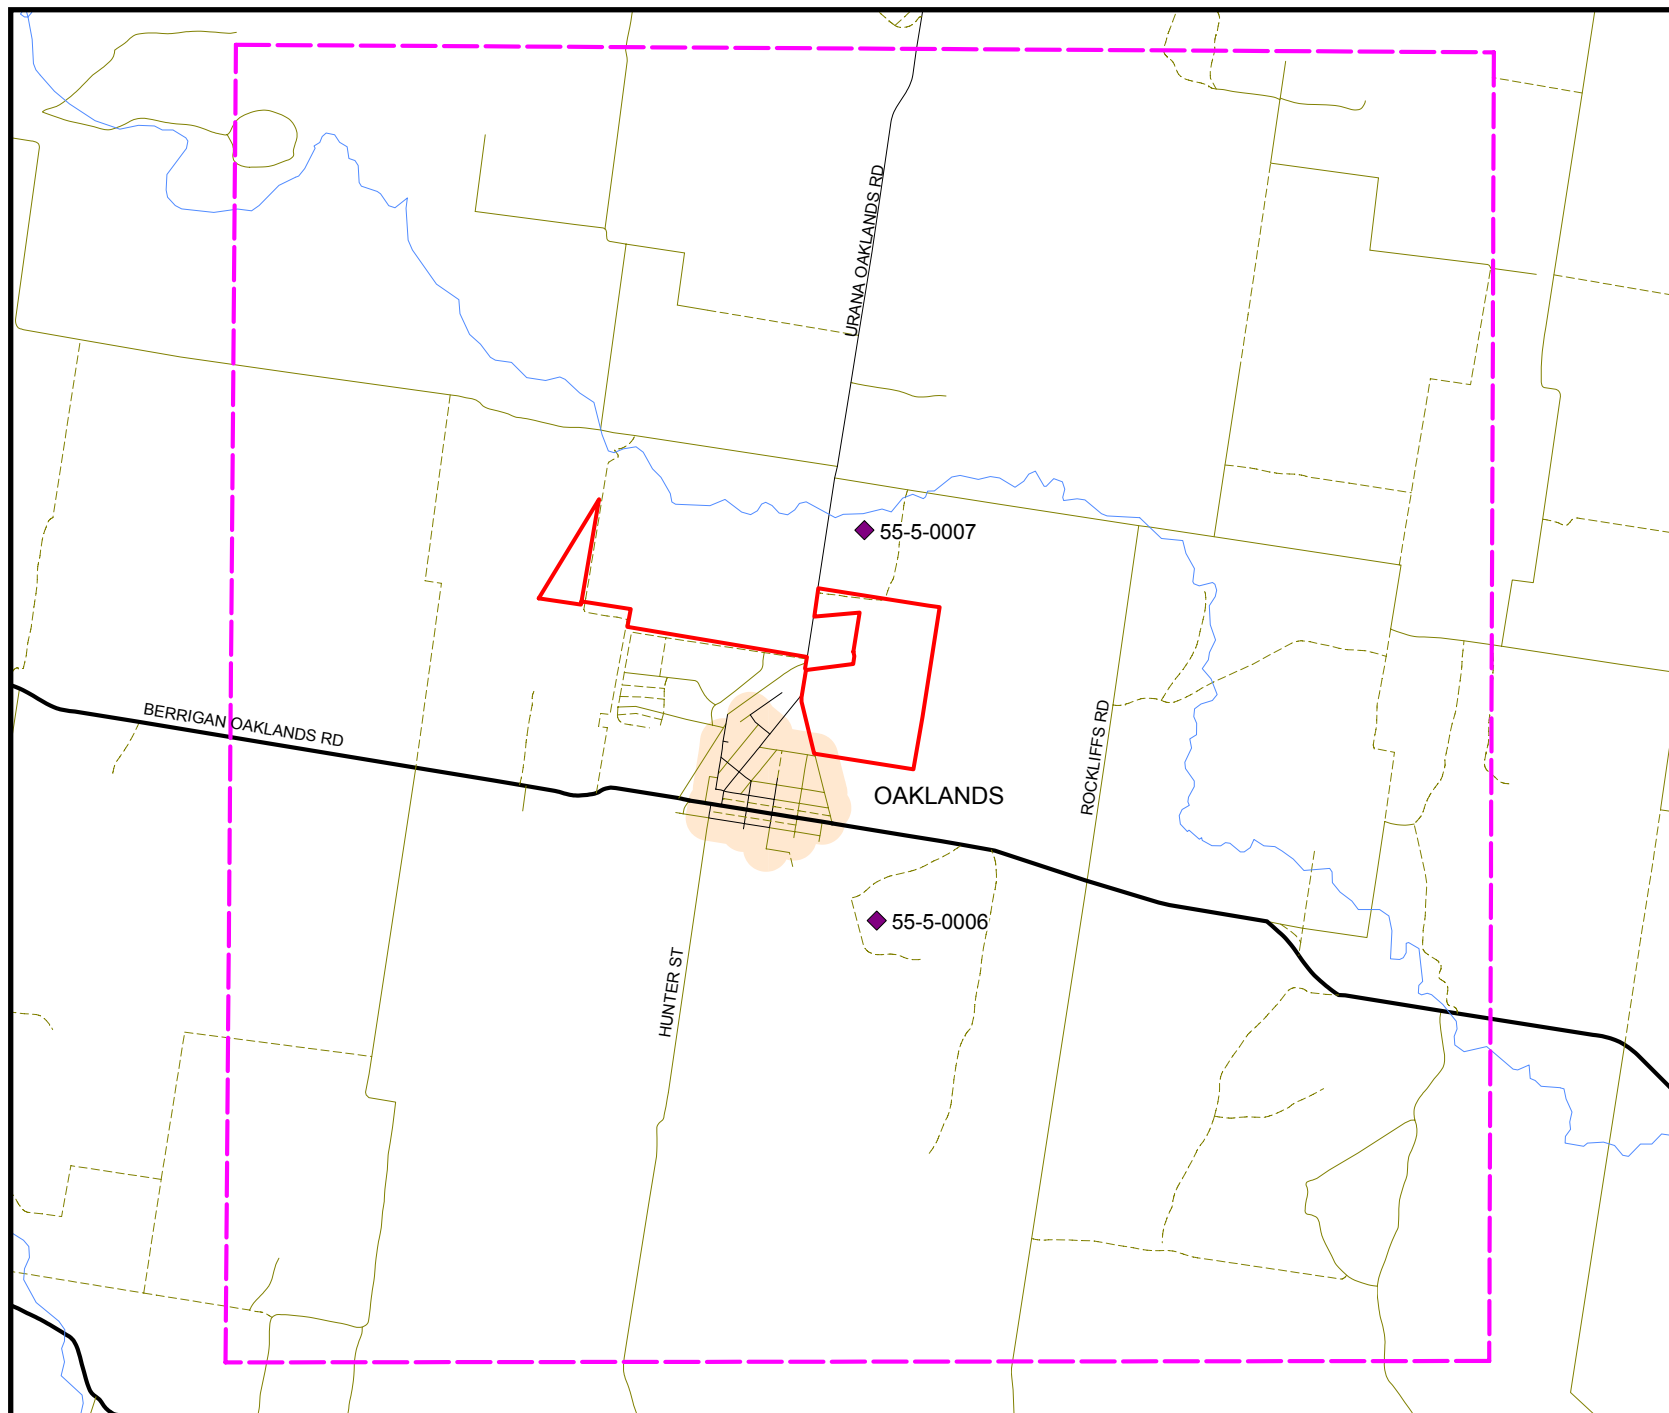 URANA OAKLANDS RD
55-5-0007
BERRIGAN OAKLANDS RD
ROCKLIFFS RD
OAKLANDS
55-5-0006
HUNTER ST